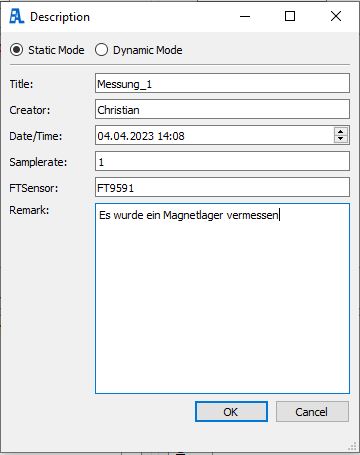 Description
Static Mode Dynamic Mode
Title: Messung_1
Creator: Christian
Date/Time: 04.04.2023 14:08
Samplerate: 1
FTSensor: FT9591
Remark: Es wurde ein Magnetlager vermessen
OK Cancel